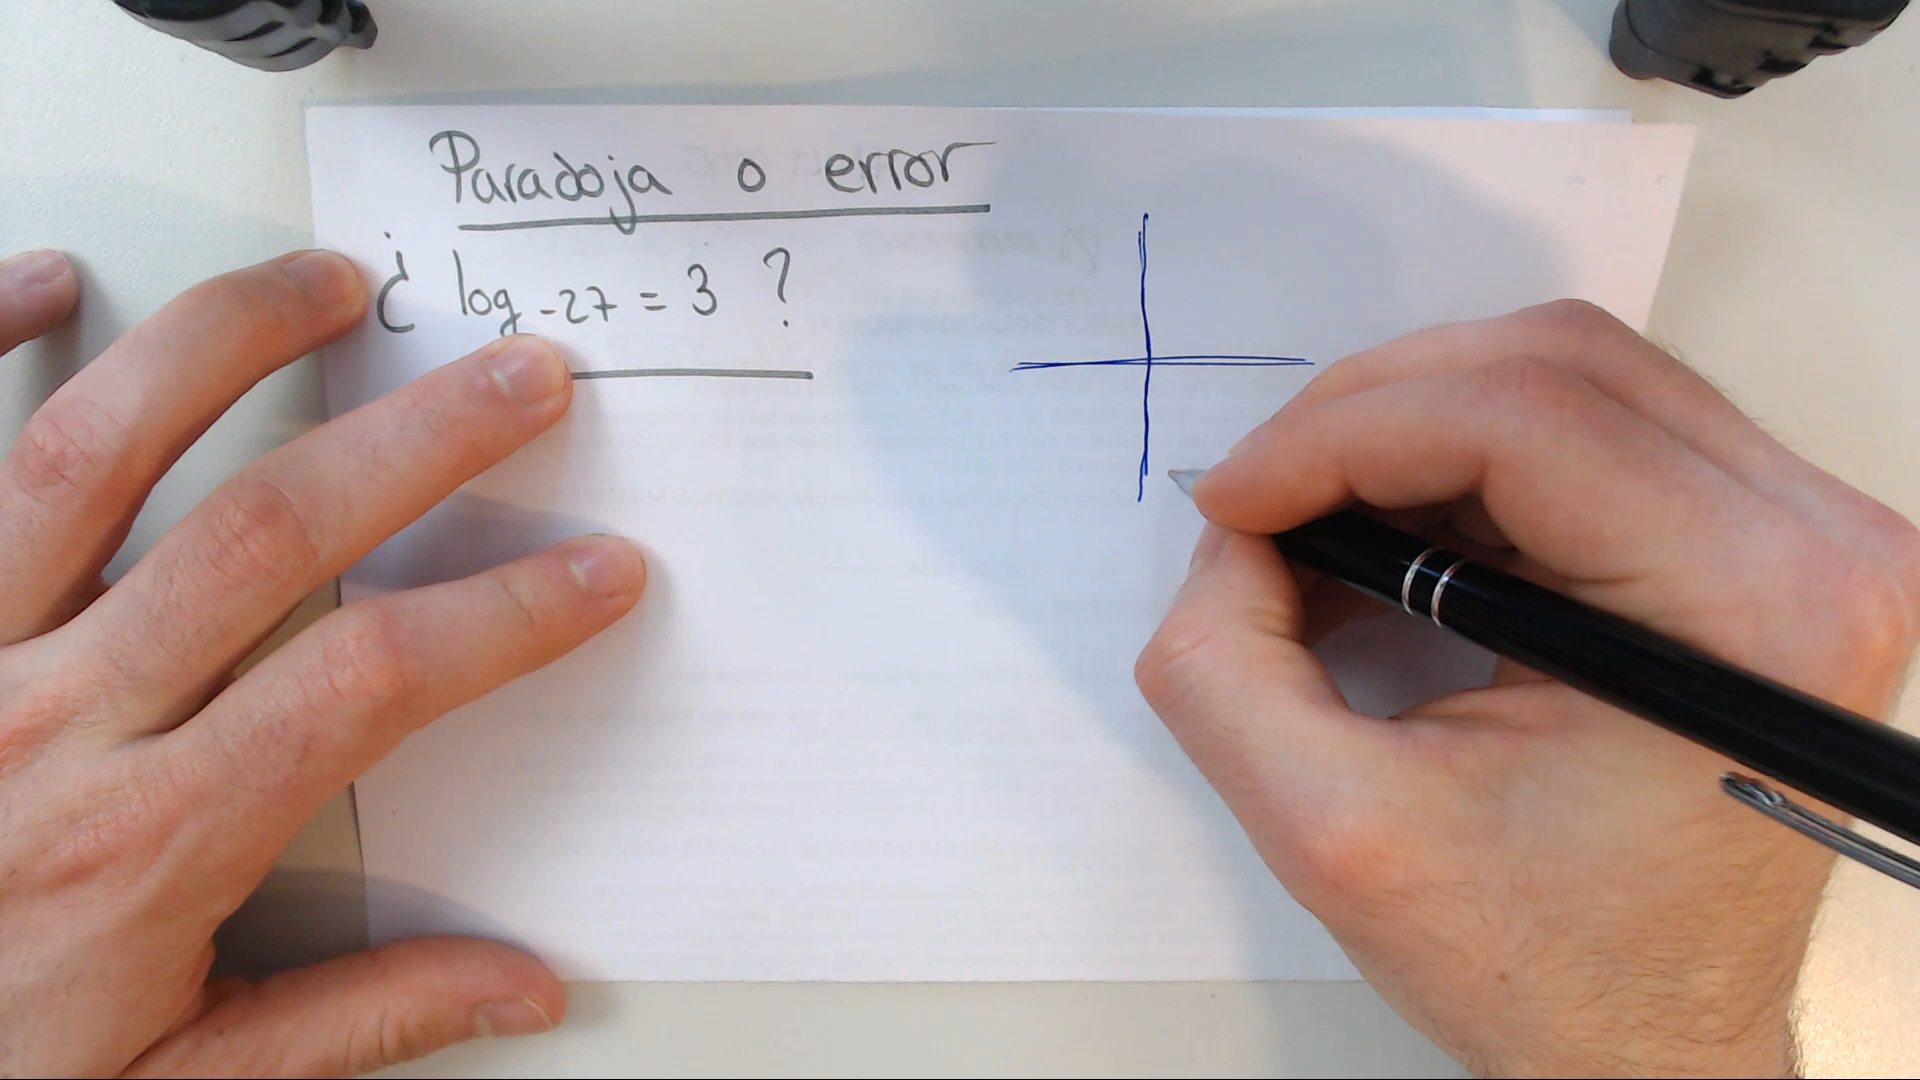 Paradoja o error
¿ log -27 = 3 ?